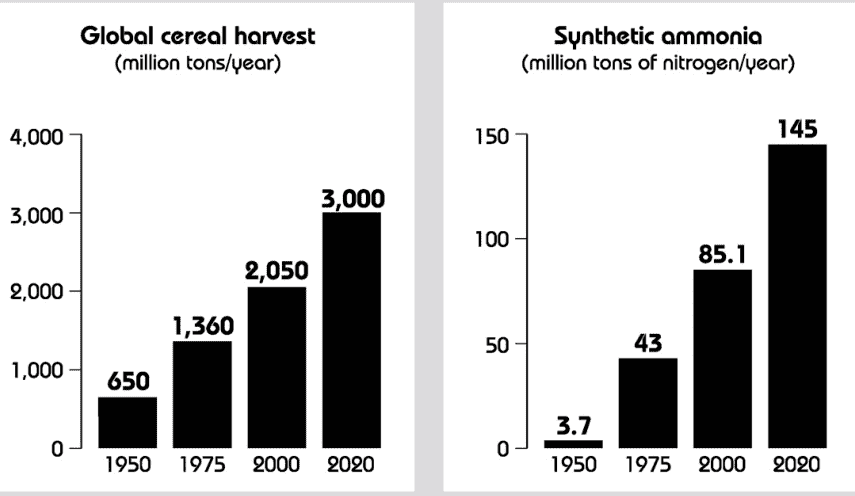 Global cereal harvest
(million tons/year)
4,000
3,000
2,000
1,000
0
650
1,360
2,050
3,000
1950 1975 2000 2020
Synthetic ammonia
(million tons of nitrogen/year)
150
100
50
0
3.7
43
85.1
145
1950 1975 2000 2020